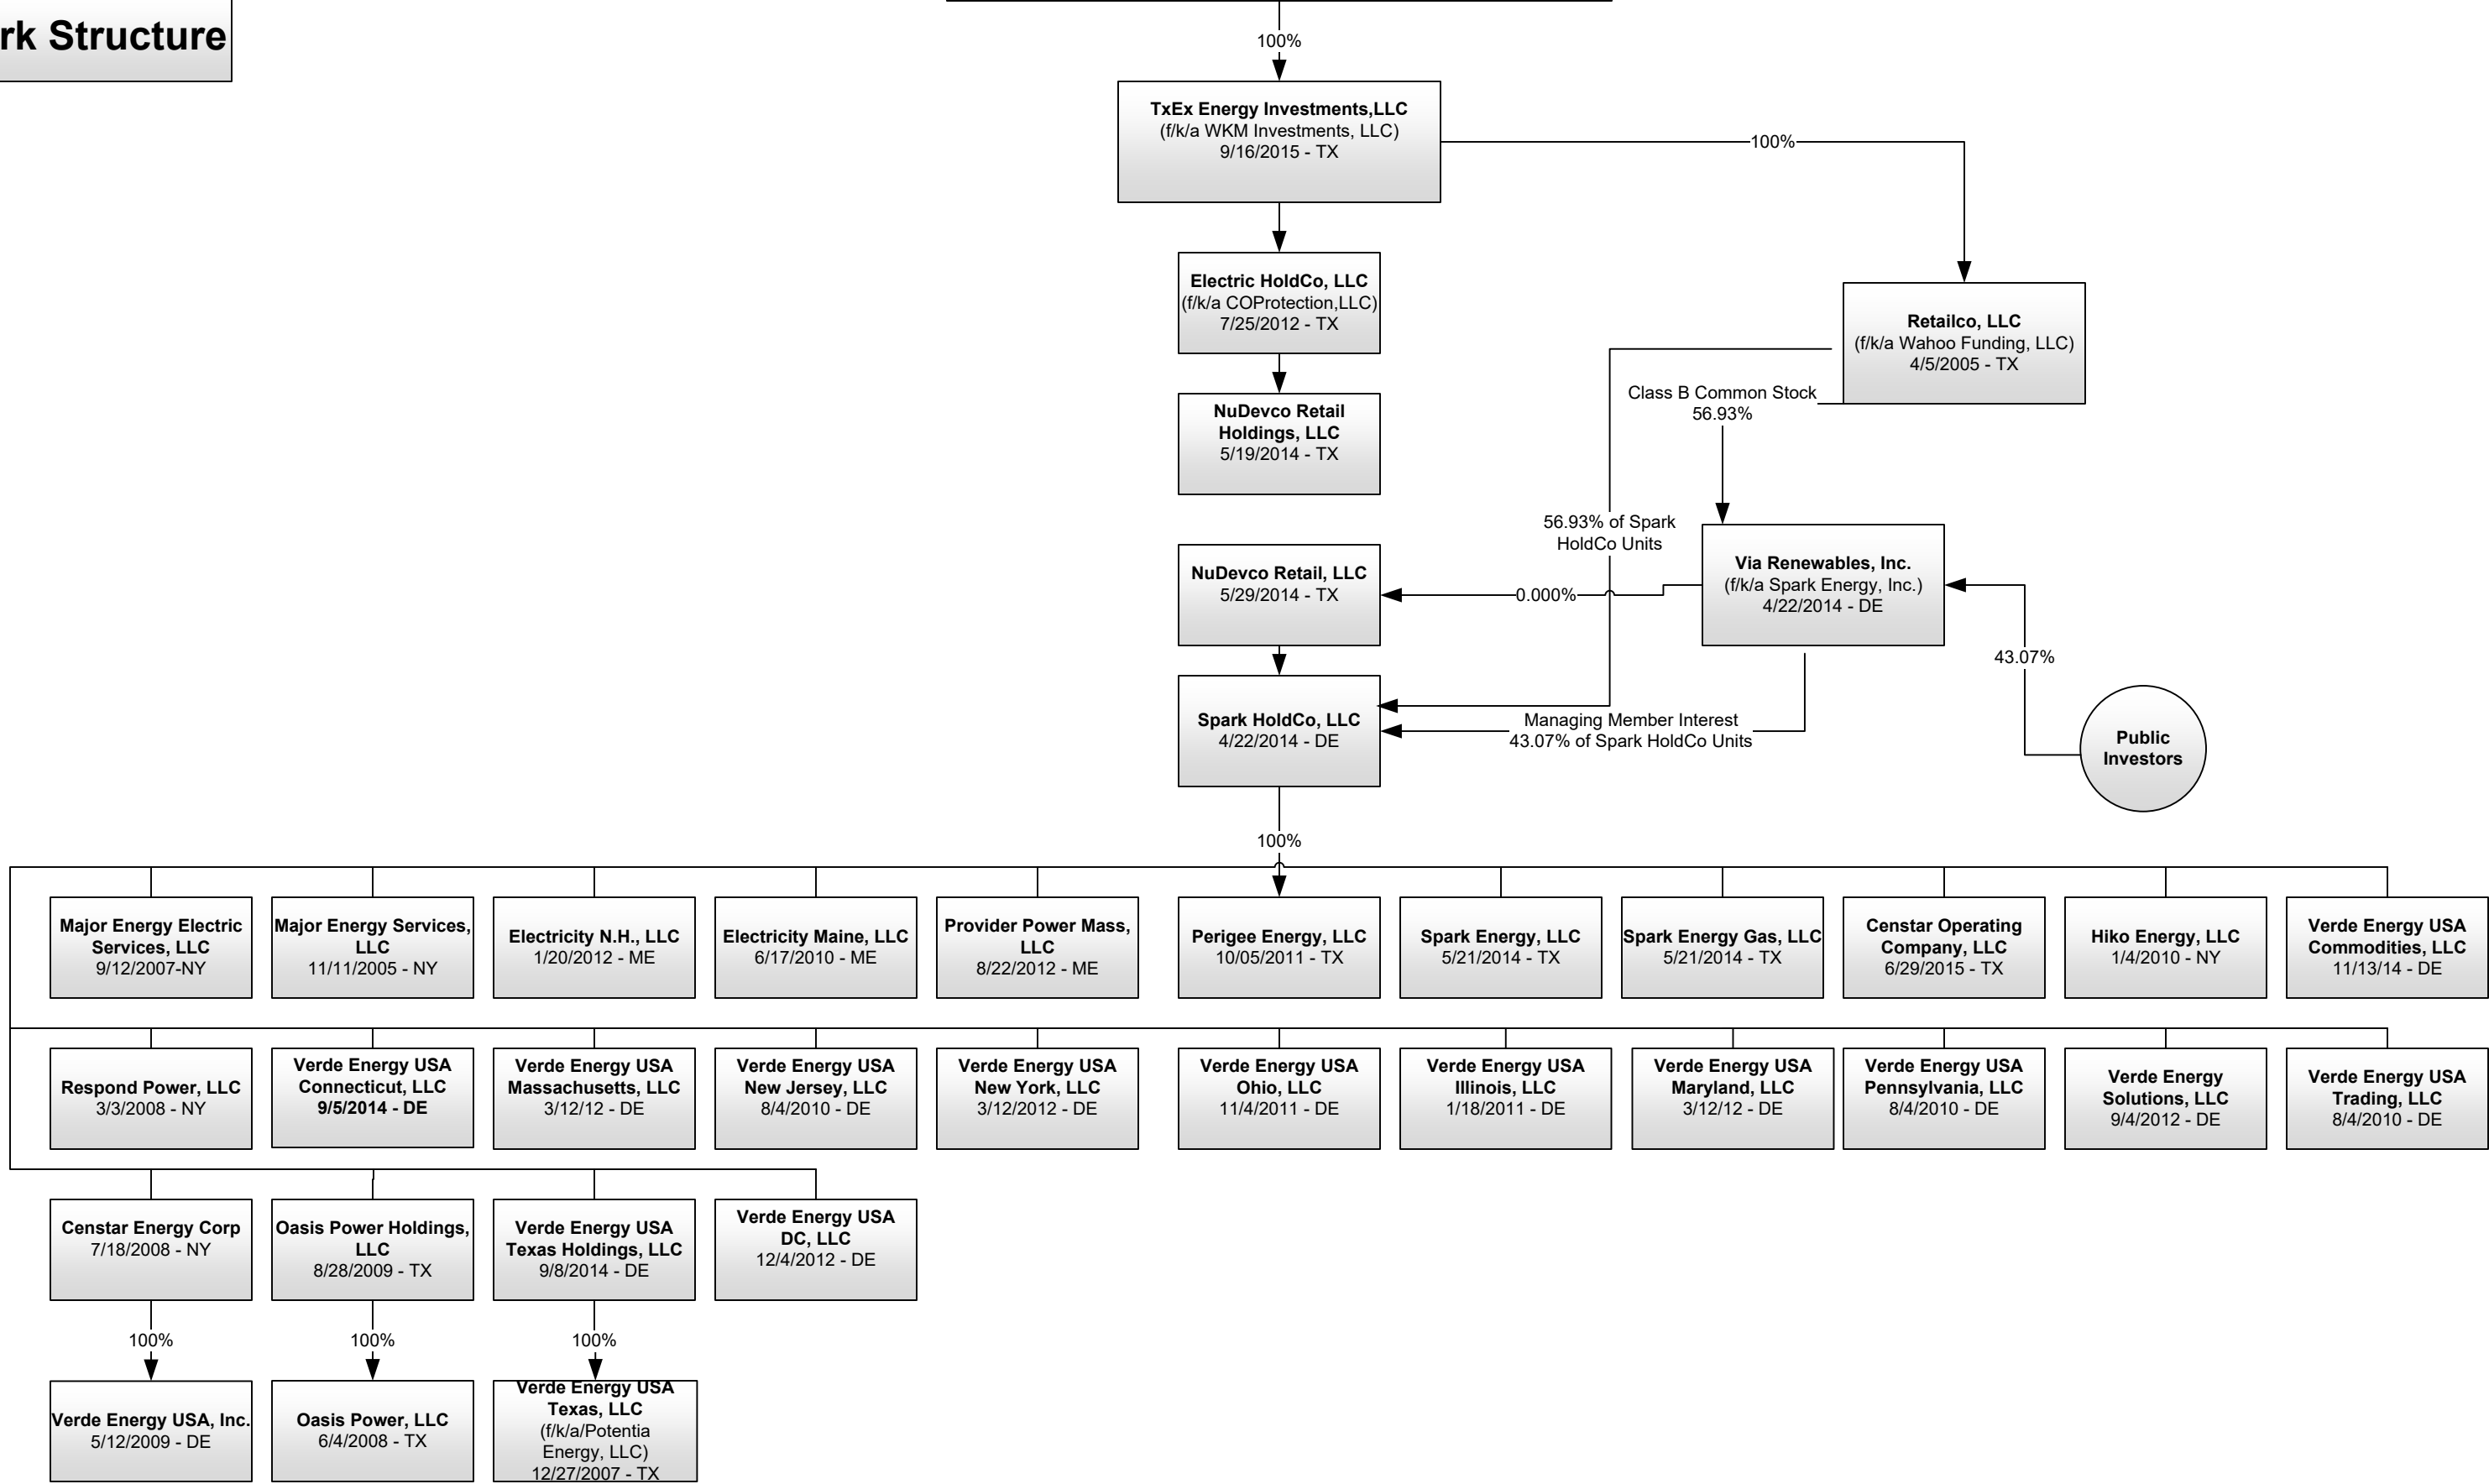 rk Structure
100%
TxEx Energy Investments,LLC
(f/k/a WKM Investments, LLC)
9/16/2015 - TX
100%
Electric HoldCo, LLC
(f/k/a COProtection,LLC)
7/25/2012 - TX
Retailco, LLC
(f/k/a Wahoo Funding, LLC)
4/5/2005 - TX
Class B Common Stock
56.93%
NuDevco Retail
Holdings, LLC
5/19/2014 - TX
56.93% of Spark
HoldCo Units
NuDevco Retail, LLC
5/29/2014 - TX
0.000%
Via Renewables, Inc.
(f/k/a Spark Energy, Inc.)
4/22/2014 - DE
43.07%
Spark HoldCo, LLC
4/22/2014 - DE
Managing Member Interest
43.07% of Spark HoldCo Units
Public
Investors
100%
Major Energy Electric
Services, LLC
9/12/2007-NY
Major Energy Services,
LLC
11/11/2005 - NY
Electricity N.H., LLC
1/20/2012 - ME
Electricity Maine, LLC
6/17/2010 - ME
Provider Power Mass,
LLC
8/22/2012 - ME
Perigee Energy, LLC
10/05/2011 - TX
Spark Energy, LLC
5/21/2014 - TX
Spark Energy Gas, LLC
5/21/2014 - TX
Censtar Operating
Company, LLC
6/29/2015 - TX
Hiko Energy, LLC
1/4/2010 - NY
Verde Energy USA
Commodities, LLC
11/13/14 - DE
Respond Power, LLC
3/3/2008 - NY
Verde Energy USA
Connecticut, LLC
9/5/2014 - DE
Verde Energy USA
Massachusetts, LLC
3/12/12 - DE
Verde Energy USA
New Jersey, LLC
8/4/2010 - DE
Verde Energy USA
New York, LLC
3/12/2012 - DE
Verde Energy USA
Ohio, LLC
11/4/2011 - DE
Verde Energy USA
Illinois, LLC
1/18/2011 - DE
Verde Energy USA
Maryland, LLC
3/12/12 - DE
Verde Energy USA
Pennsylvania, LLC
8/4/2010 - DE
Verde Energy
Solutions, LLC
9/4/2012 - DE
Verde Energy USA
Trading, LLC
8/4/2010 - DE
Censtar Energy Corp
7/18/2008 - NY
Oasis Power Holdings,
LLC
8/28/2009 - TX
Verde Energy USA
Texas Holdings, LLC
9/8/2014 - DE
Verde Energy USA
DC, LLC
12/4/2012 - DE
100%
100%
100%
Verde Energy USA, Inc.
5/12/2009 - DE
Oasis Power, LLC
6/4/2008 - TX
Verde Energy USA
Texas, LLC
(f/k/a/Potentia
Energy, LLC)
12/27/2007 - TX